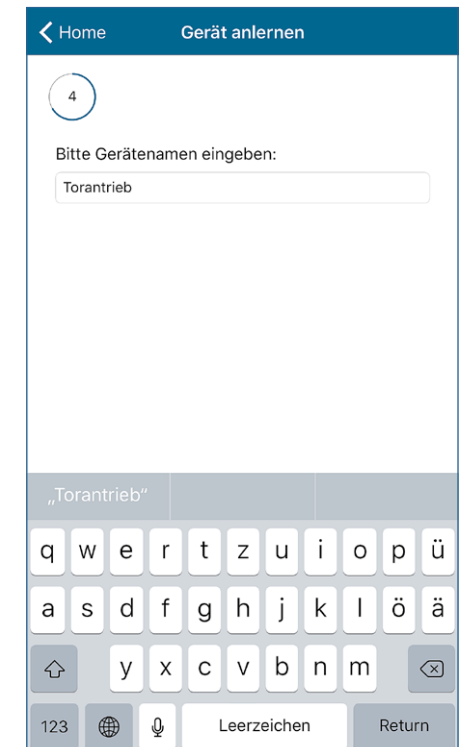 Home Gerät anlernen
4
Bitte Gerätenamen eingeben:
Torantrieb
„Torantrieb“
q w e r t z u i o p ü
a s d f g h j k l ö ä
y x c v b n m
123 Leerzeichen Return